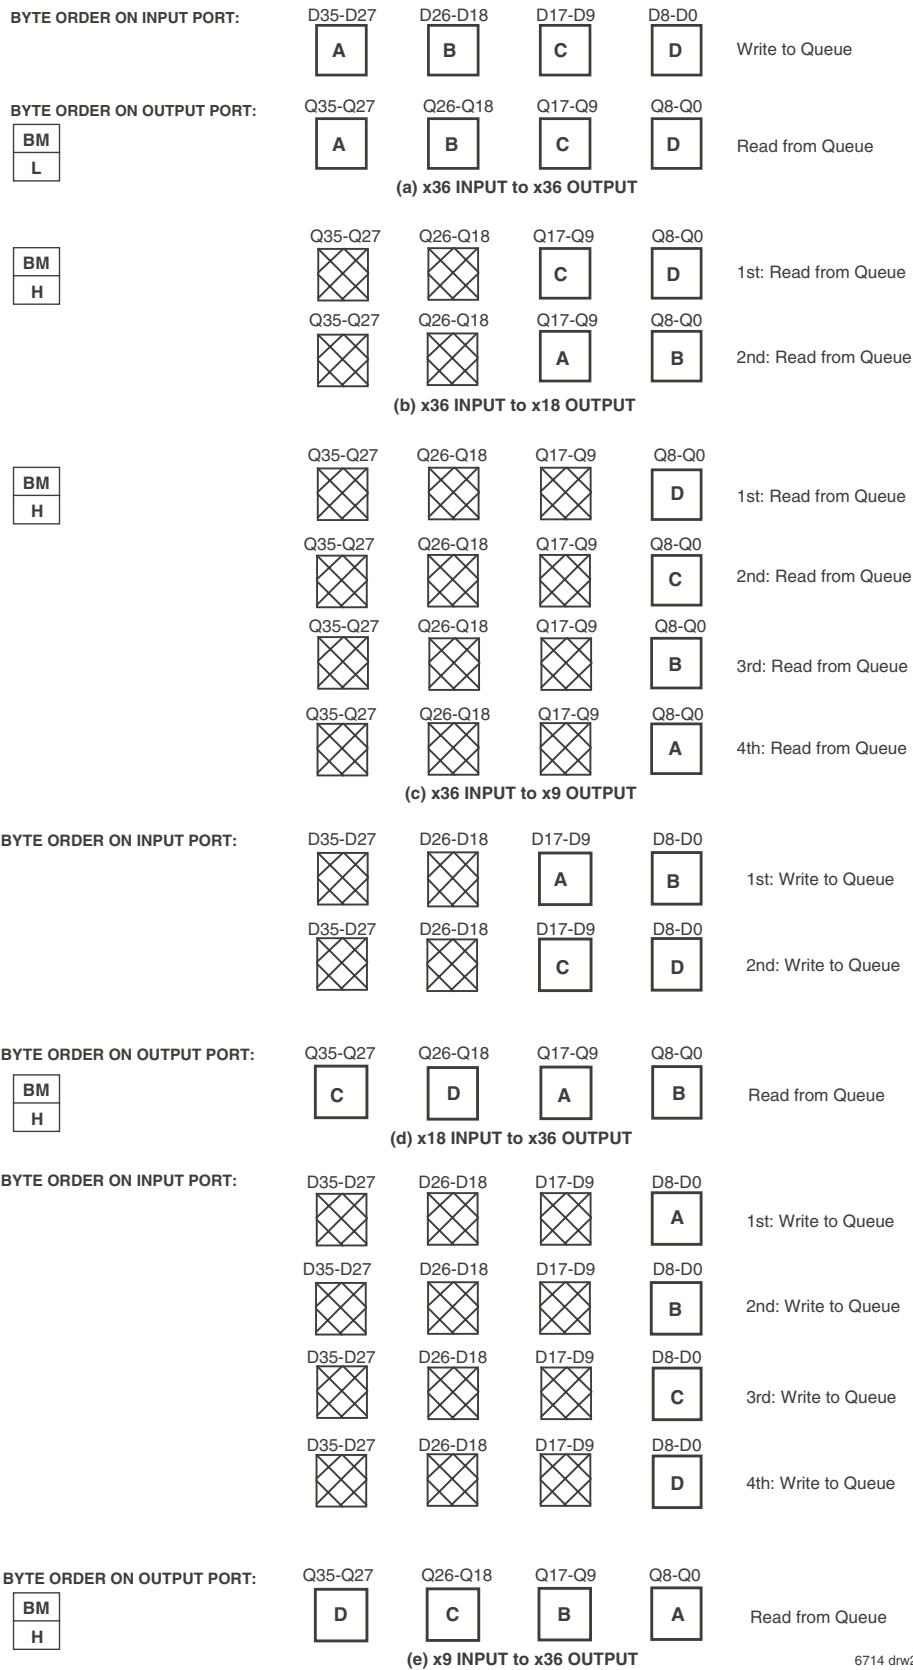 BYTE ORDER ON INPUT PORT: D35-D27 D26-D18 D17-D9 D8-D0
A B C D Write to Queue
BYTE ORDER ON OUTPUT PORT: Q35-Q27 Q26-Q18 Q17-Q9 Q8-Q0
BM
L
A B C D Read from Queue
(a) x36 INPUT to x36 OUTPUT
Q35-Q27 Q26-Q18 Q17-Q9 Q8-Q0
BM
H
C D 1st: Read from Queue
Q35-Q27 Q26-Q18 Q17-Q9 Q8-Q0
A B 2nd: Read from Queue
(b) x36 INPUT to x18 OUTPUT
Q35-Q27 Q26-Q18 Q17-Q9 Q8-Q0
BM
H
D 1st: Read from Queue
Q35-Q27 Q26-Q18 Q17-Q9 Q8-Q0
C 2nd: Read from Queue
Q35-Q27 Q26-Q18 Q17-Q9 Q8-Q0
B 3rd: Read from Queue
Q35-Q27 Q26-Q18 Q17-Q9 Q8-Q0
A 4th: Read from Queue
(c) x36 INPUT to x9 OUTPUT
BYTE ORDER ON INPUT PORT: D35-D27 D26-D18 D17-D9 D8-D0
A B 1st: Write to Queue
D35-D27 D26-D18 D17-D9 D8-D0
C D 2nd: Write to Queue
BYTE ORDER ON OUTPUT PORT: Q35-Q27 Q26-Q18 Q17-Q9 Q8-Q0
BM
H
C D A B Read from Queue
(d) x18 INPUT to x36 OUTPUT
BYTE ORDER ON INPUT PORT: D35-D27 D26-D18 D17-D9 D8-D0
A 1st: Write to Queue
D35-D27 D26-D18 D17-D9 D8-D0
B 2nd: Write to Queue
D35-D27 D26-D18 D17-D9 D8-D0
C 3rd: Write to Queue
D35-D27 D26-D18 D17-D9 D8-D0
D 4th: Write to Queue
BYTE ORDER ON OUTPUT PORT: Q35-Q27 Q26-Q18 Q17-Q9 Q8-Q0
BM
H
D C B A Read from Queue
(e) x9 INPUT to x36 OUTPUT
6714 drw2